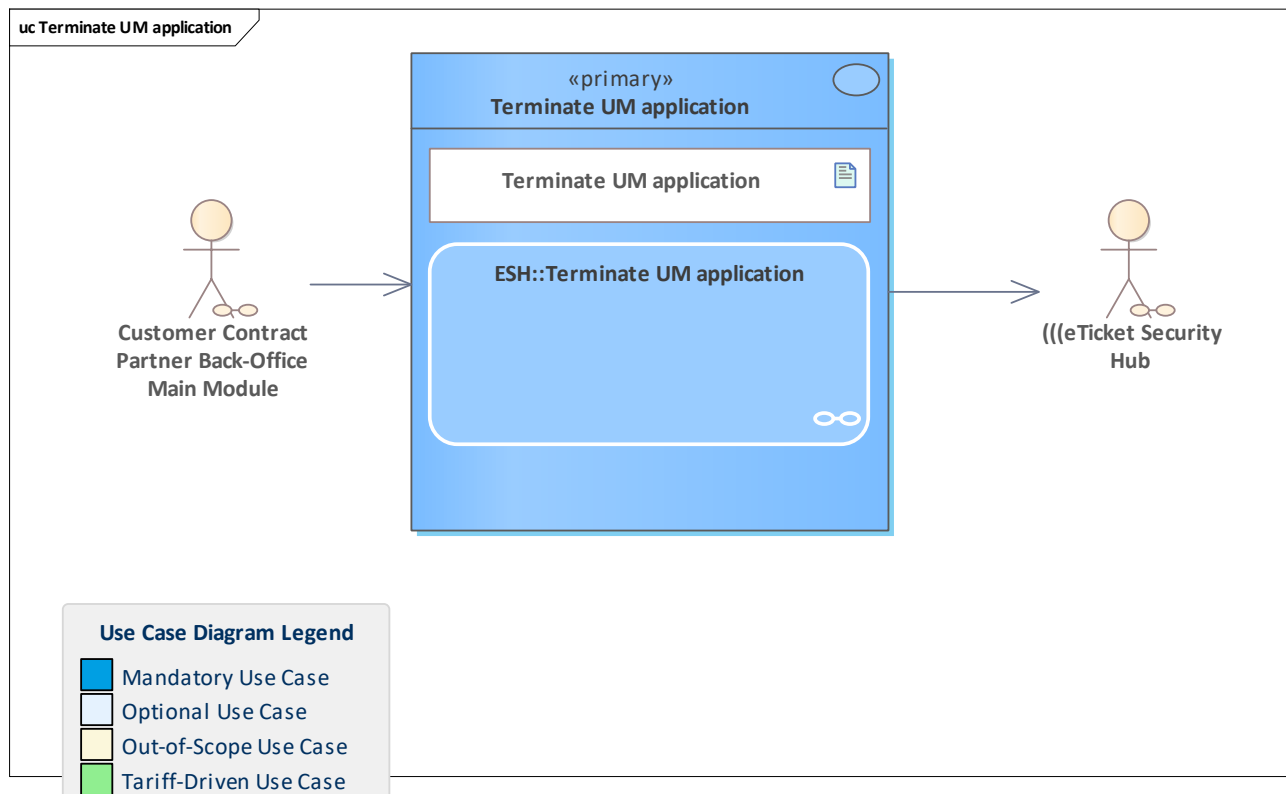 uc Terminate UM application
«primary»
Terminate UM application
Terminate UM application
ESH::Terminate UM application
Customer Contract
Partner Back-Office
Main Module
(((eTicket Security
Hub
Use Case Diagram Legend
Mandatory Use Case
Optional Use Case
Out-of-Scope Use Case
Tariff-Driven Use Case